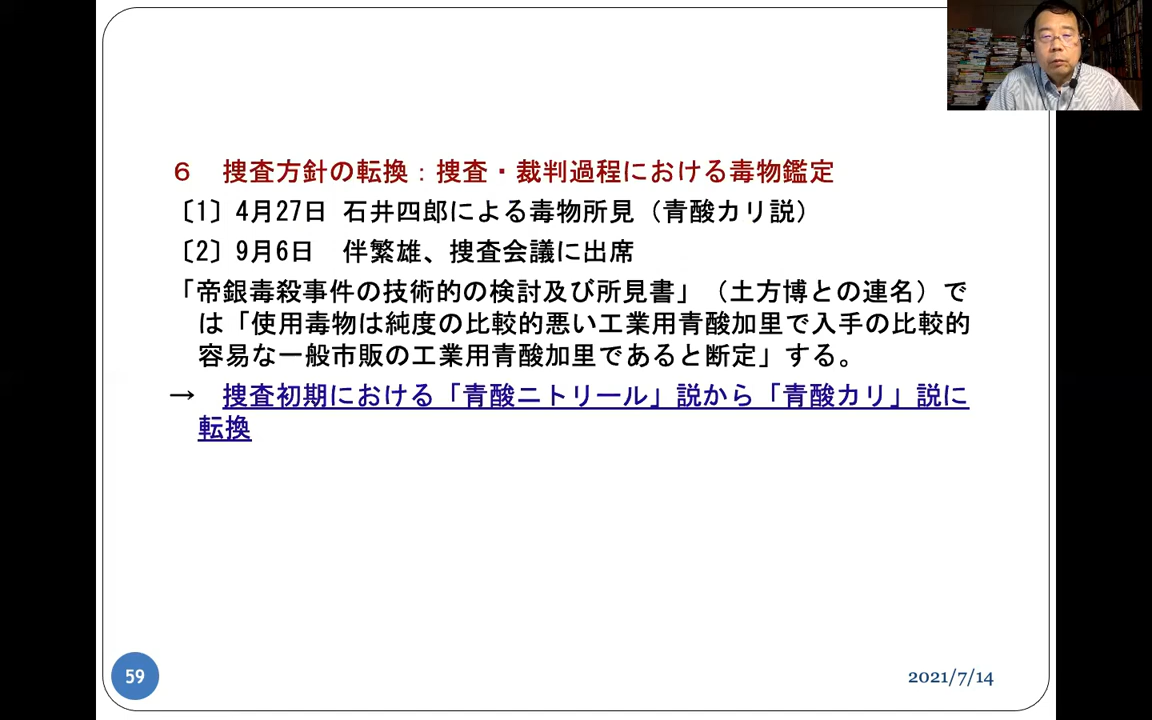 ６　捜査方針の転換：捜査・裁判過程における毒物鑑定
〔1〕4月27日 石井四郎による毒物所見（青酸カリ説）
〔2〕9月6日　伴繁雄、捜査会議に出席
「帝銀毒殺事件の技術的の検討及び所見書」（土方博との連名）で
は「使用毒物は純度の比較的悪い工業用青酸加里で入手の比較的
容易な一般市販の工業用青酸加里であると断定」する。
→　捜査初期における「青酸ニトリール」説から「青酸カリ」説に
転換
59
2021/7/14